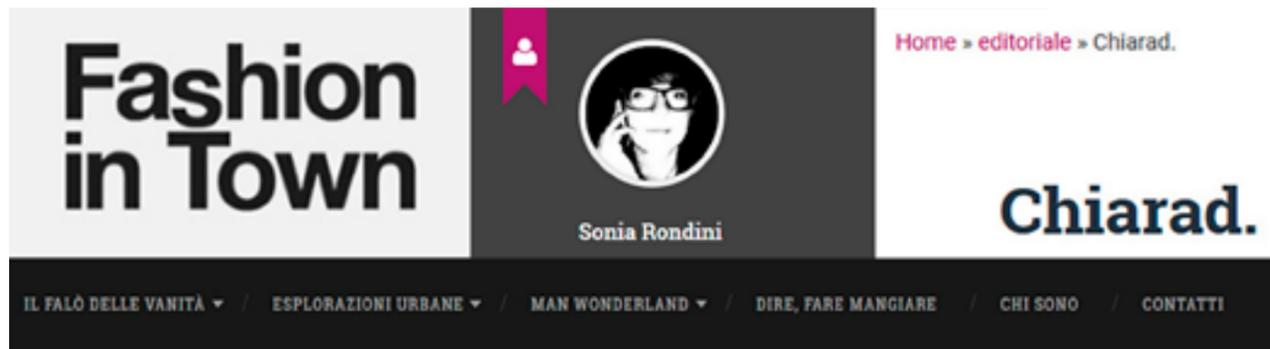 Fashion
in Town
Sonia Rondini
Home » editoriale » Chiarad.
Chiarad.
IL FALÒ DELLE VANITÀ / ESPLORAZIONI URBANE / MAN WONDERLAND / DIRE, FARE MANGIARE / CHI SONO / CONTATTI